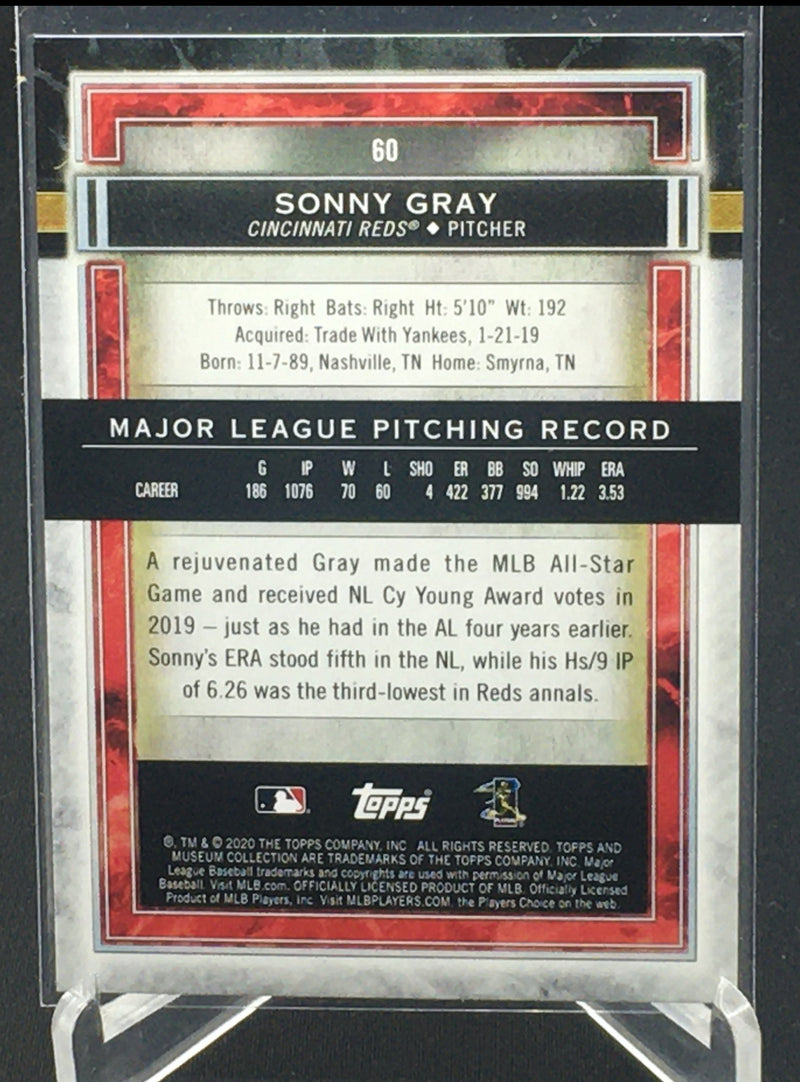 60
SONNY GRAY
CINCINNATI REDS® ◆ PITCHER
Throws: Right Bats: Right Ht: 5'10" Wt: 192
Acquired: Trade With Yankees, 1-21-19
Born: 11-7-89, Nashville, TN Home: Smyrna, TN
MAJOR LEAGUE PITCHING RECORD
G IP W L SHO ER BB SO WHIP ERA
CAREER 186 1076 70 60 4 422 377 994 1.22 3.53
A rejuvenated Gray made the MLB All-Star
Game and received NL Cy Young Award votes in
2019 – just as he had in the AL four years earlier.
Sonny's ERA stood fifth in the NL, while his Hs/9 IP
of 6.26 was the third-lowest in Reds annals.
Topps
®, TM & © 2020 THE TOPPS COMPANY, INC. ALL RIGHTS RESERVED. TOPPS AND
MUSEUM COLLECTION ARE TRADEMARKS OF THE TOPPS COMPANY, INC. Major
League Baseball trademarks and copyrights are used with permission of Major League
Baseball. Visit MLB.com. OFFICIALLY LICENSED PRODUCT OF MLB. Officially Licensed
Product of MLB Players, Inc. Visit MLBPLAYERS.COM, the Players Choice on the web.